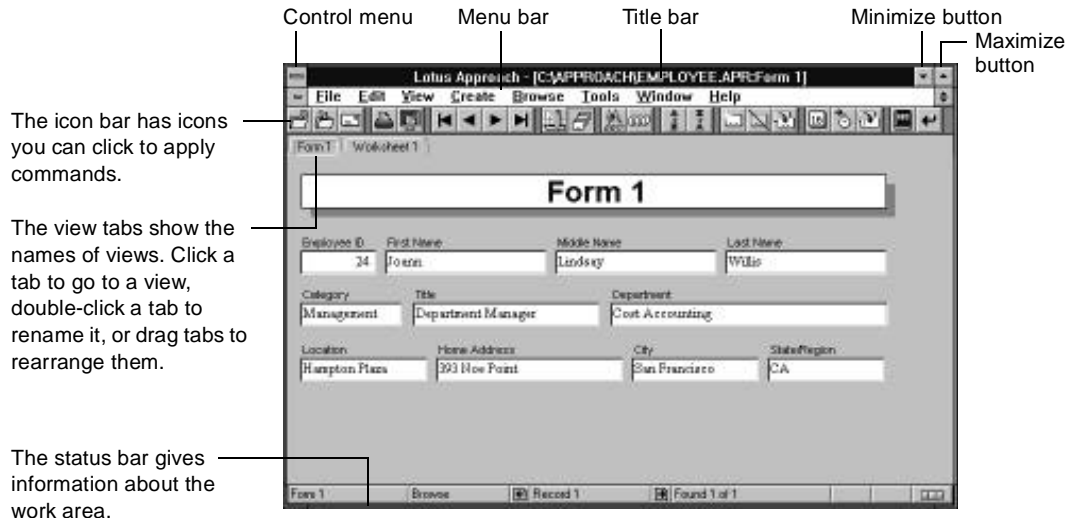 Control menu Menu bar Title bar Minimize button
Maximize
button
Lotus Approach - [C:\APPROACH\EMPLOYEE.APR:Form 1]
File Edit View Create Browse Tools Window Help
The icon bar has icons
you can click to apply
commands.
Form 1 Worksheet 1
Form 1
The view tabs show the
names of views. Click a
tab to go to a view,
double-click a tab to
rename it, or drag tabs to
rearrange them.
Employee ID First Name Middle Name Last Name
24 Joann Lindsay Willis
Category Title Department
Management Department Manager Cost Accounting
Location Home Address City State/Region
Hampton Plaza 393 Noe Point San Francisco CA
The status bar gives
information about the
work area.
Form 1 Browse Record 1 Found 1 of 1